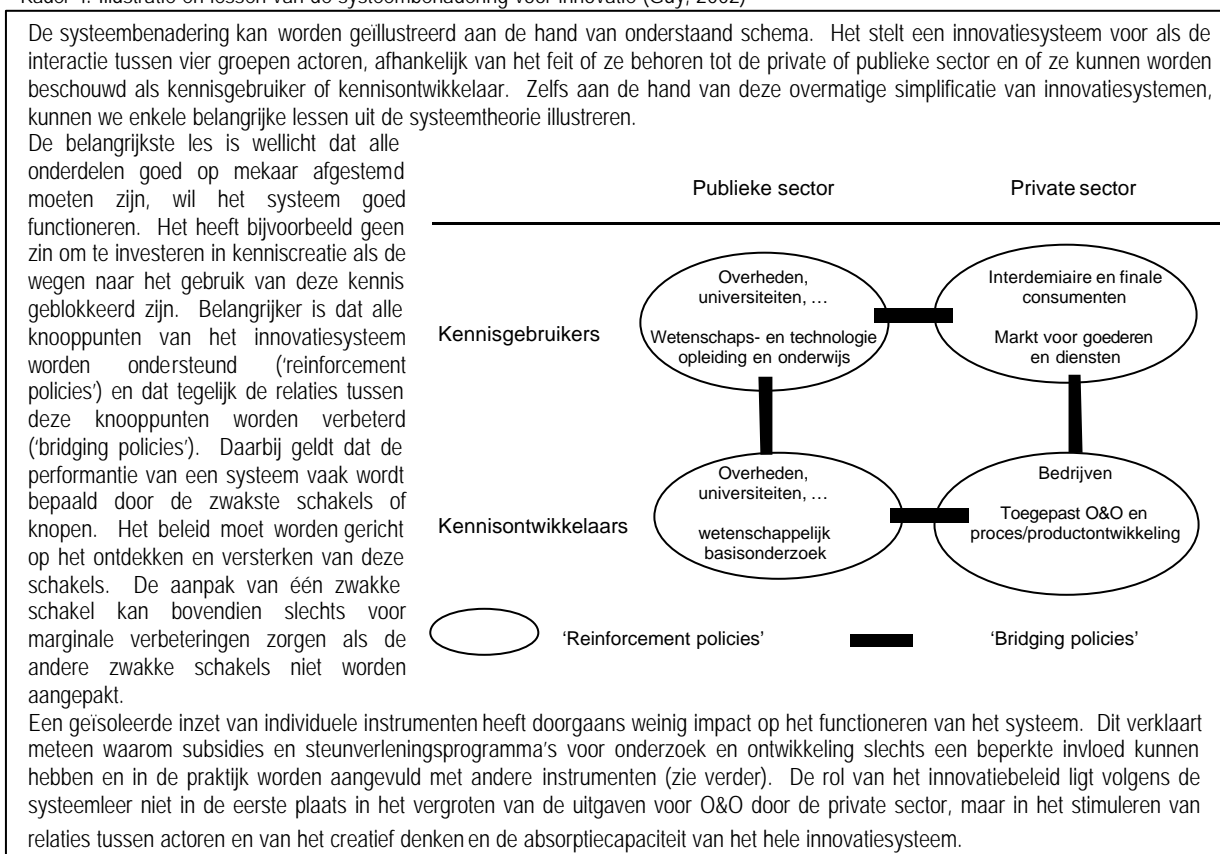 Kader 4: Illustratie en lessen van de systeembenadering voor innovatie (Guy, 2002)
De systeembenadering kan worden geïllustreerd aan de hand van onderstaand schema. Het stelt een innovatiesysteem voor als de
interactie tussen vier groepen actoren, afhankelijk van het feit of ze behoren tot de private of publieke sector en of ze kunnen worden
beschouwd als kennisgebruiker of kennisontwikkelaar. Zelfs aan de hand van deze overmatige simplificatie van innovatiesystemen,
kunnen we enkele belangrijke lessen uit de systeemtheorie illustreren.
De belangrijkste les is wellicht dat alle
onderdelen goed op mekaar afgestemd
moeten zijn, wil het systeem goed
functioneren. Het heeft bijvoorbeeld geen
zin om te investeren in kenniscreatie als de
wegen naar het gebruik van deze kennis
geblokkeerd zijn. Belangrijker is dat alle
knooppunten van het innovatiesysteem
worden ondersteund ('reinforcement
policies') en dat tegelijk de relaties tussen
deze knooppunten worden verbeterd
('bridging policies'). Daarbij geldt dat de
performantie van een systeem vaak wordt
bepaald door de zwakste schakels of
knopen. Het beleid moet worden gericht
op het ontdekken en versterken van deze
schakels. De aanpak van één zwakke
schakel kan bovendien slechts voor
marginale verbeteringen zorgen als de
andere zwakke schakels niet worden
aangepakt.
Publieke sector
Private sector
Kennisgebruikers
Overheden,
universiteiten, …
Wetenschaps- en technologie
opleiding en onderwijs
Interdemiaire en finale
consumenten
Markt voor goederen
en diensten
Kennisontwikkelaars
Overheden,
universiteiten, …
wetenschappelijk
basisonderzoek
Bedrijven
Toegepast O&O en
proces/productontwikkeling
'Reinforcement policies'
'Bridging policies'
Een geïsoleerde inzet van individuele instrumenten heeft doorgaans weinig impact op het functioneren van het systeem. Dit verklaart
meteen waarom subsidies en steunverleningsprogramma's voor onderzoek en ontwikkeling slechts een beperkte invloed kunnen
hebben en in de praktijk worden aangevuld met andere instrumenten (zie verder). De rol van het innovatiebeleid ligt volgens de
systeemleer niet in de eerste plaats in het vergroten van de uitgaven voor O&O door de private sector, maar in het stimuleren van
relaties tussen actoren en van het creatief denken en de absorptiecapaciteit van het hele innovatiesysteem.